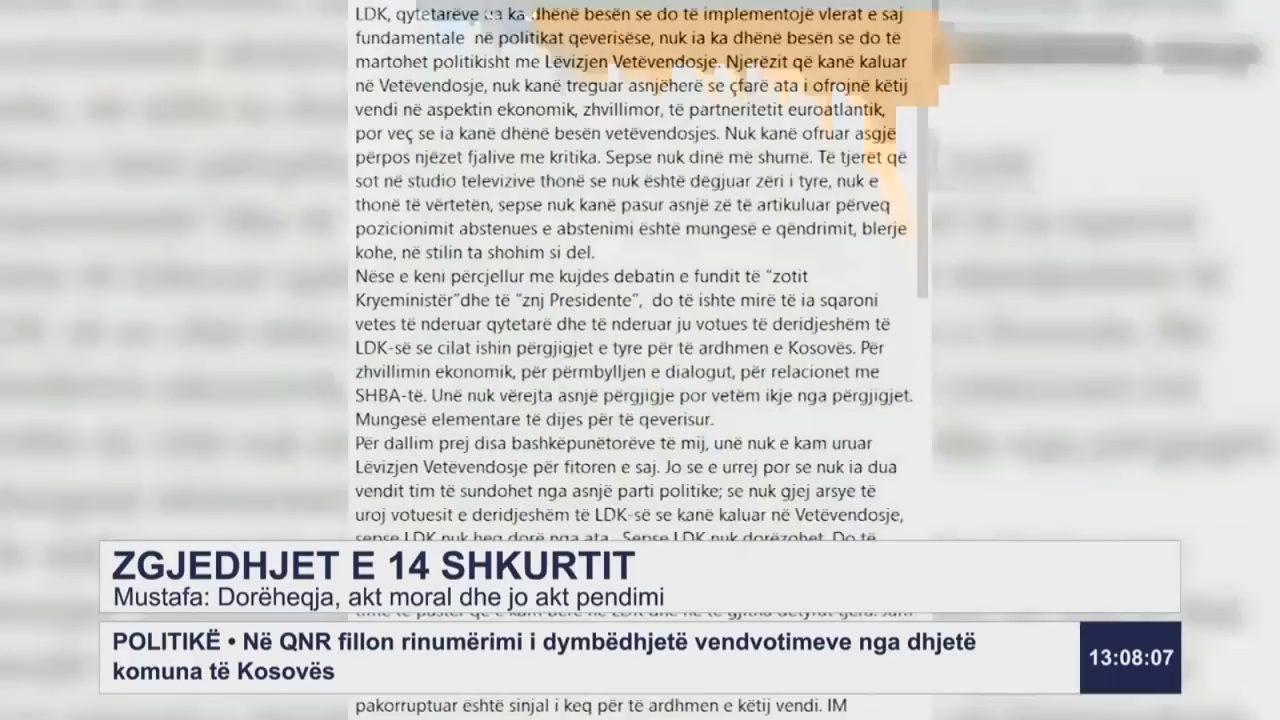 LDK, qytetarëve ua ka dhënë besën se do të implementojë vlerat e saj
fundamentale në politikat qeverisëse, nuk ia ka dhënë besën se do të
martohet politikisht me Lëvizjen Vetëvendosje. Njerëzit që kanë kaluar
në Vetëvendosje, nuk kanë treguar asnjëherë se çfarë ata i ofrojnë këtij
vendi në aspektin ekonomik, zhvillimor, të partneritetit euroatlantik,
por veç se ia kanë dhënë besën vetëvendosjes. Nuk kanë ofruar asgjë
përpos njëzet fjalive me kritika. Sepse nuk dinë më shumë. Të tjerët që
sot në studio televizive thonë se nuk është dëgjuar zëri i tyre, nuk e
thonë të vërtetën, sepse nuk kanë pasur asnjë zë të artikuluar përveq
pozicionimit abstenues e abstenimi është mungesë e qëndrimit, blerje
kohe, në stilin ta shohim si del.
Nëse e keni përcjellur me kujdes debatin e fundit të "zotit
Kryeministër"dhe të "znj Presidente", do të ishte mirë të ia sqaroni
vetes të nderuar qytetarë dhe të nderuar ju votues të deridjeshëm të
LDK-së se cilat ishin përgjigjet e tyre për të ardhmen e Kosovës. Për
zhvillimin ekonomik, për përmbylljen e dialogut, për relacionet me
SHBA-të. Unë nuk vërejta asnjë përgjigje por vetëm ikje nga përgjigjet.
Mungesë elementare të dijes për të qeverisur.
Për dallim prej disa bashkëpunëtorëve të mij, unë nuk e kam uruar
Lëvizjen Vetëvendosje për fitoren e saj. Jo se e urrej por se nuk ia dua
vendit tim të sundohet nga asnjë parti politike; se nuk gjej arsye të
uroj votuesit e deridjeshëm të LDK-së se kanë kaluar në Vetëvendosje,
sepse LDK nuk heq dorë nga ata. Sepse LDK nuk dorëzohet. Do të
ZGJEDHJET E 14 SHKURTIT
Mustafa: Dorëheqja, akt moral dhe jo akt pendimi
POLITIKË • Në QNR fillon rinumërimi i dymbëdhjetë vendvotimeve nga dhjetë
komuna të Kosovës
13:08:07
pakorruptuar është sinjal i keq për të ardhmen e këtij vendi. IM